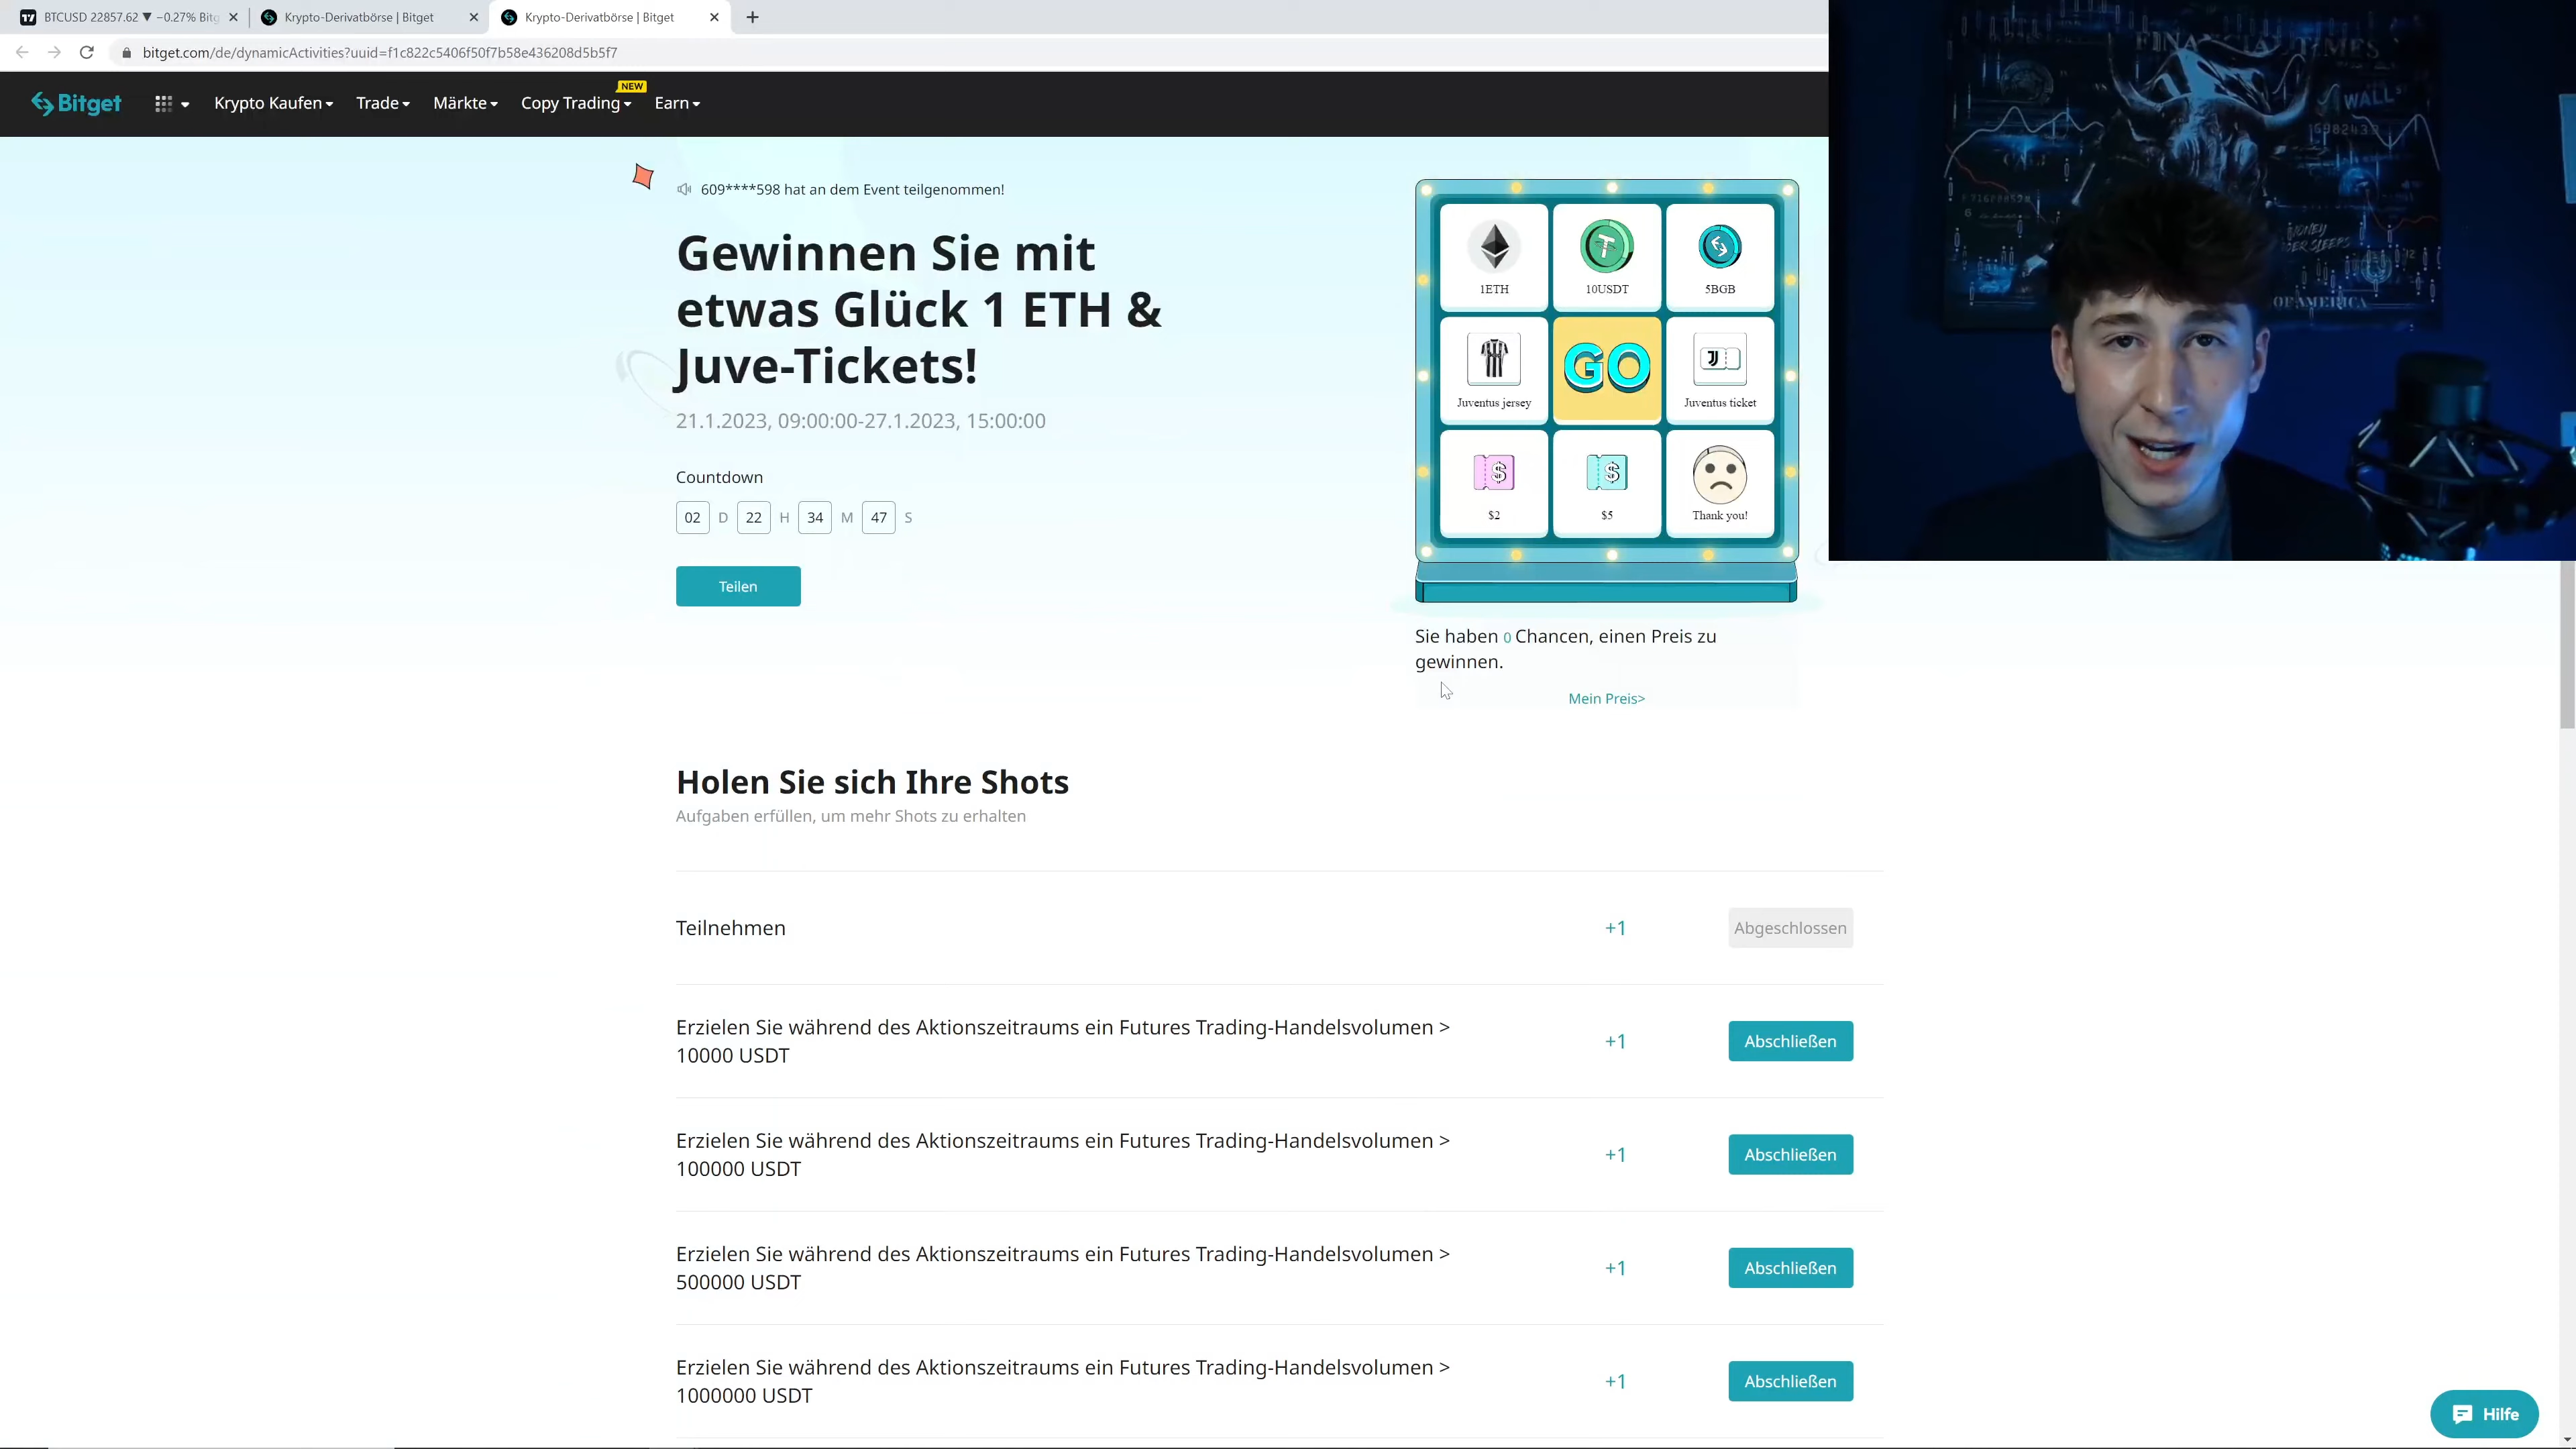 BTCUSD 22857.62 ▼ −0.27% Bitg
Krypto-Derivatbörse | Bitget
Krypto-Derivatbörse | Bitget
bitget.com/de/dynamicActivities?uuid=f1c822c5406f50f7b58e436208d5b5f7
Bitget
Krypto Kaufen
Trade
Märkte
Copy Trading
NEW
Earn
609****598 hat an dem Event teilgenommen!
Gewinnen Sie mit
etwas Glück 1 ETH &
Juve-Tickets!
21.1.2023, 09:00:00-27.1.2023, 15:00:00
Countdown
02 D 22 H 34 M 47 S
Teilen
1ETH
10USDT
5BGB
Juventus jersey
GO
Juventus ticket
$2
$5
Thank you!
Sie haben 0 Chancen, einen Preis zu
gewinnen.
Mein Preis>
Holen Sie sich Ihre Shots
Aufgaben erfüllen, um mehr Shots zu erhalten
Teilnehmen +1 Abgeschlossen
Erzielen Sie während des Aktionszeitraums ein Futures Trading-Handelsvolumen >
10000 USDT
+1 Abschließen
Erzielen Sie während des Aktionszeitraums ein Futures Trading-Handelsvolumen >
100000 USDT
+1 Abschließen
Erzielen Sie während des Aktionszeitraums ein Futures Trading-Handelsvolumen >
500000 USDT
+1 Abschließen
Erzielen Sie während des Aktionszeitraums ein Futures Trading-Handelsvolumen >
1000000 USDT
+1 Abschließen
Hilfe
TIMES
WALL
MONEY
SLEEPS
OF AMERICA